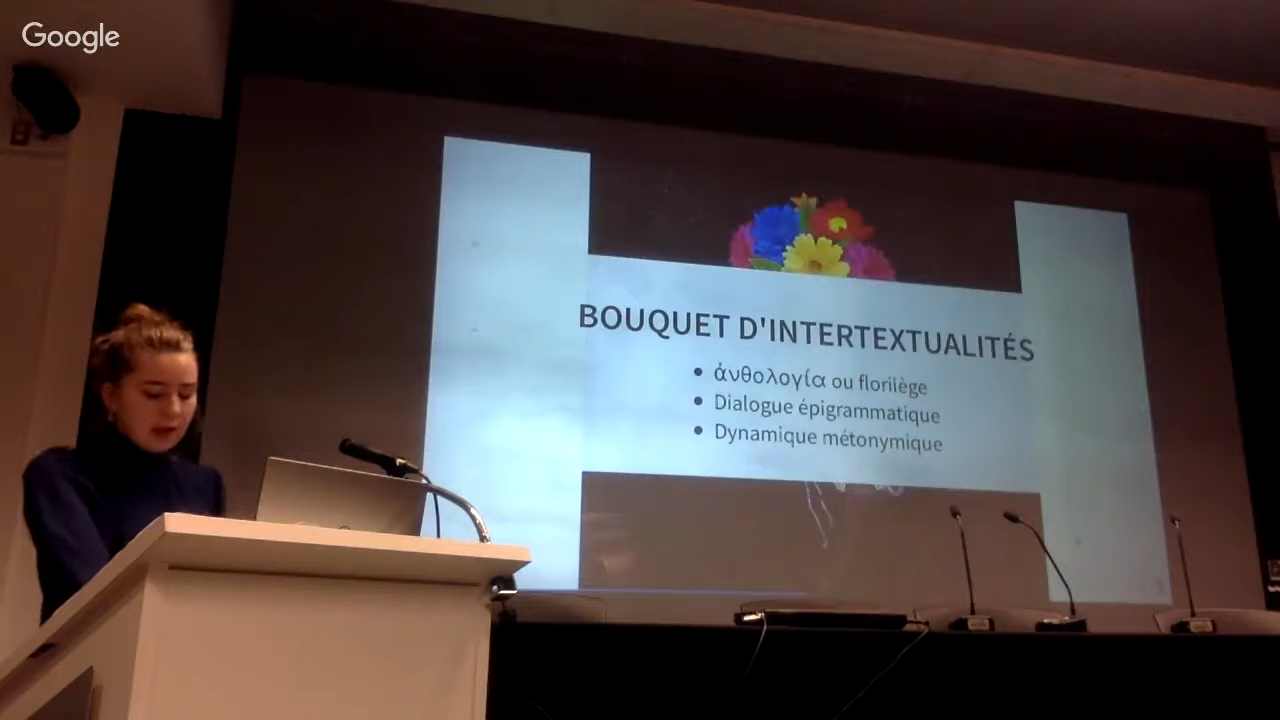 Google
BOUQUET D'INTERTEXTUALITÉS
ἀνθολογία ou florilège
Dialogue épigrammatique
Dynamique métonymique